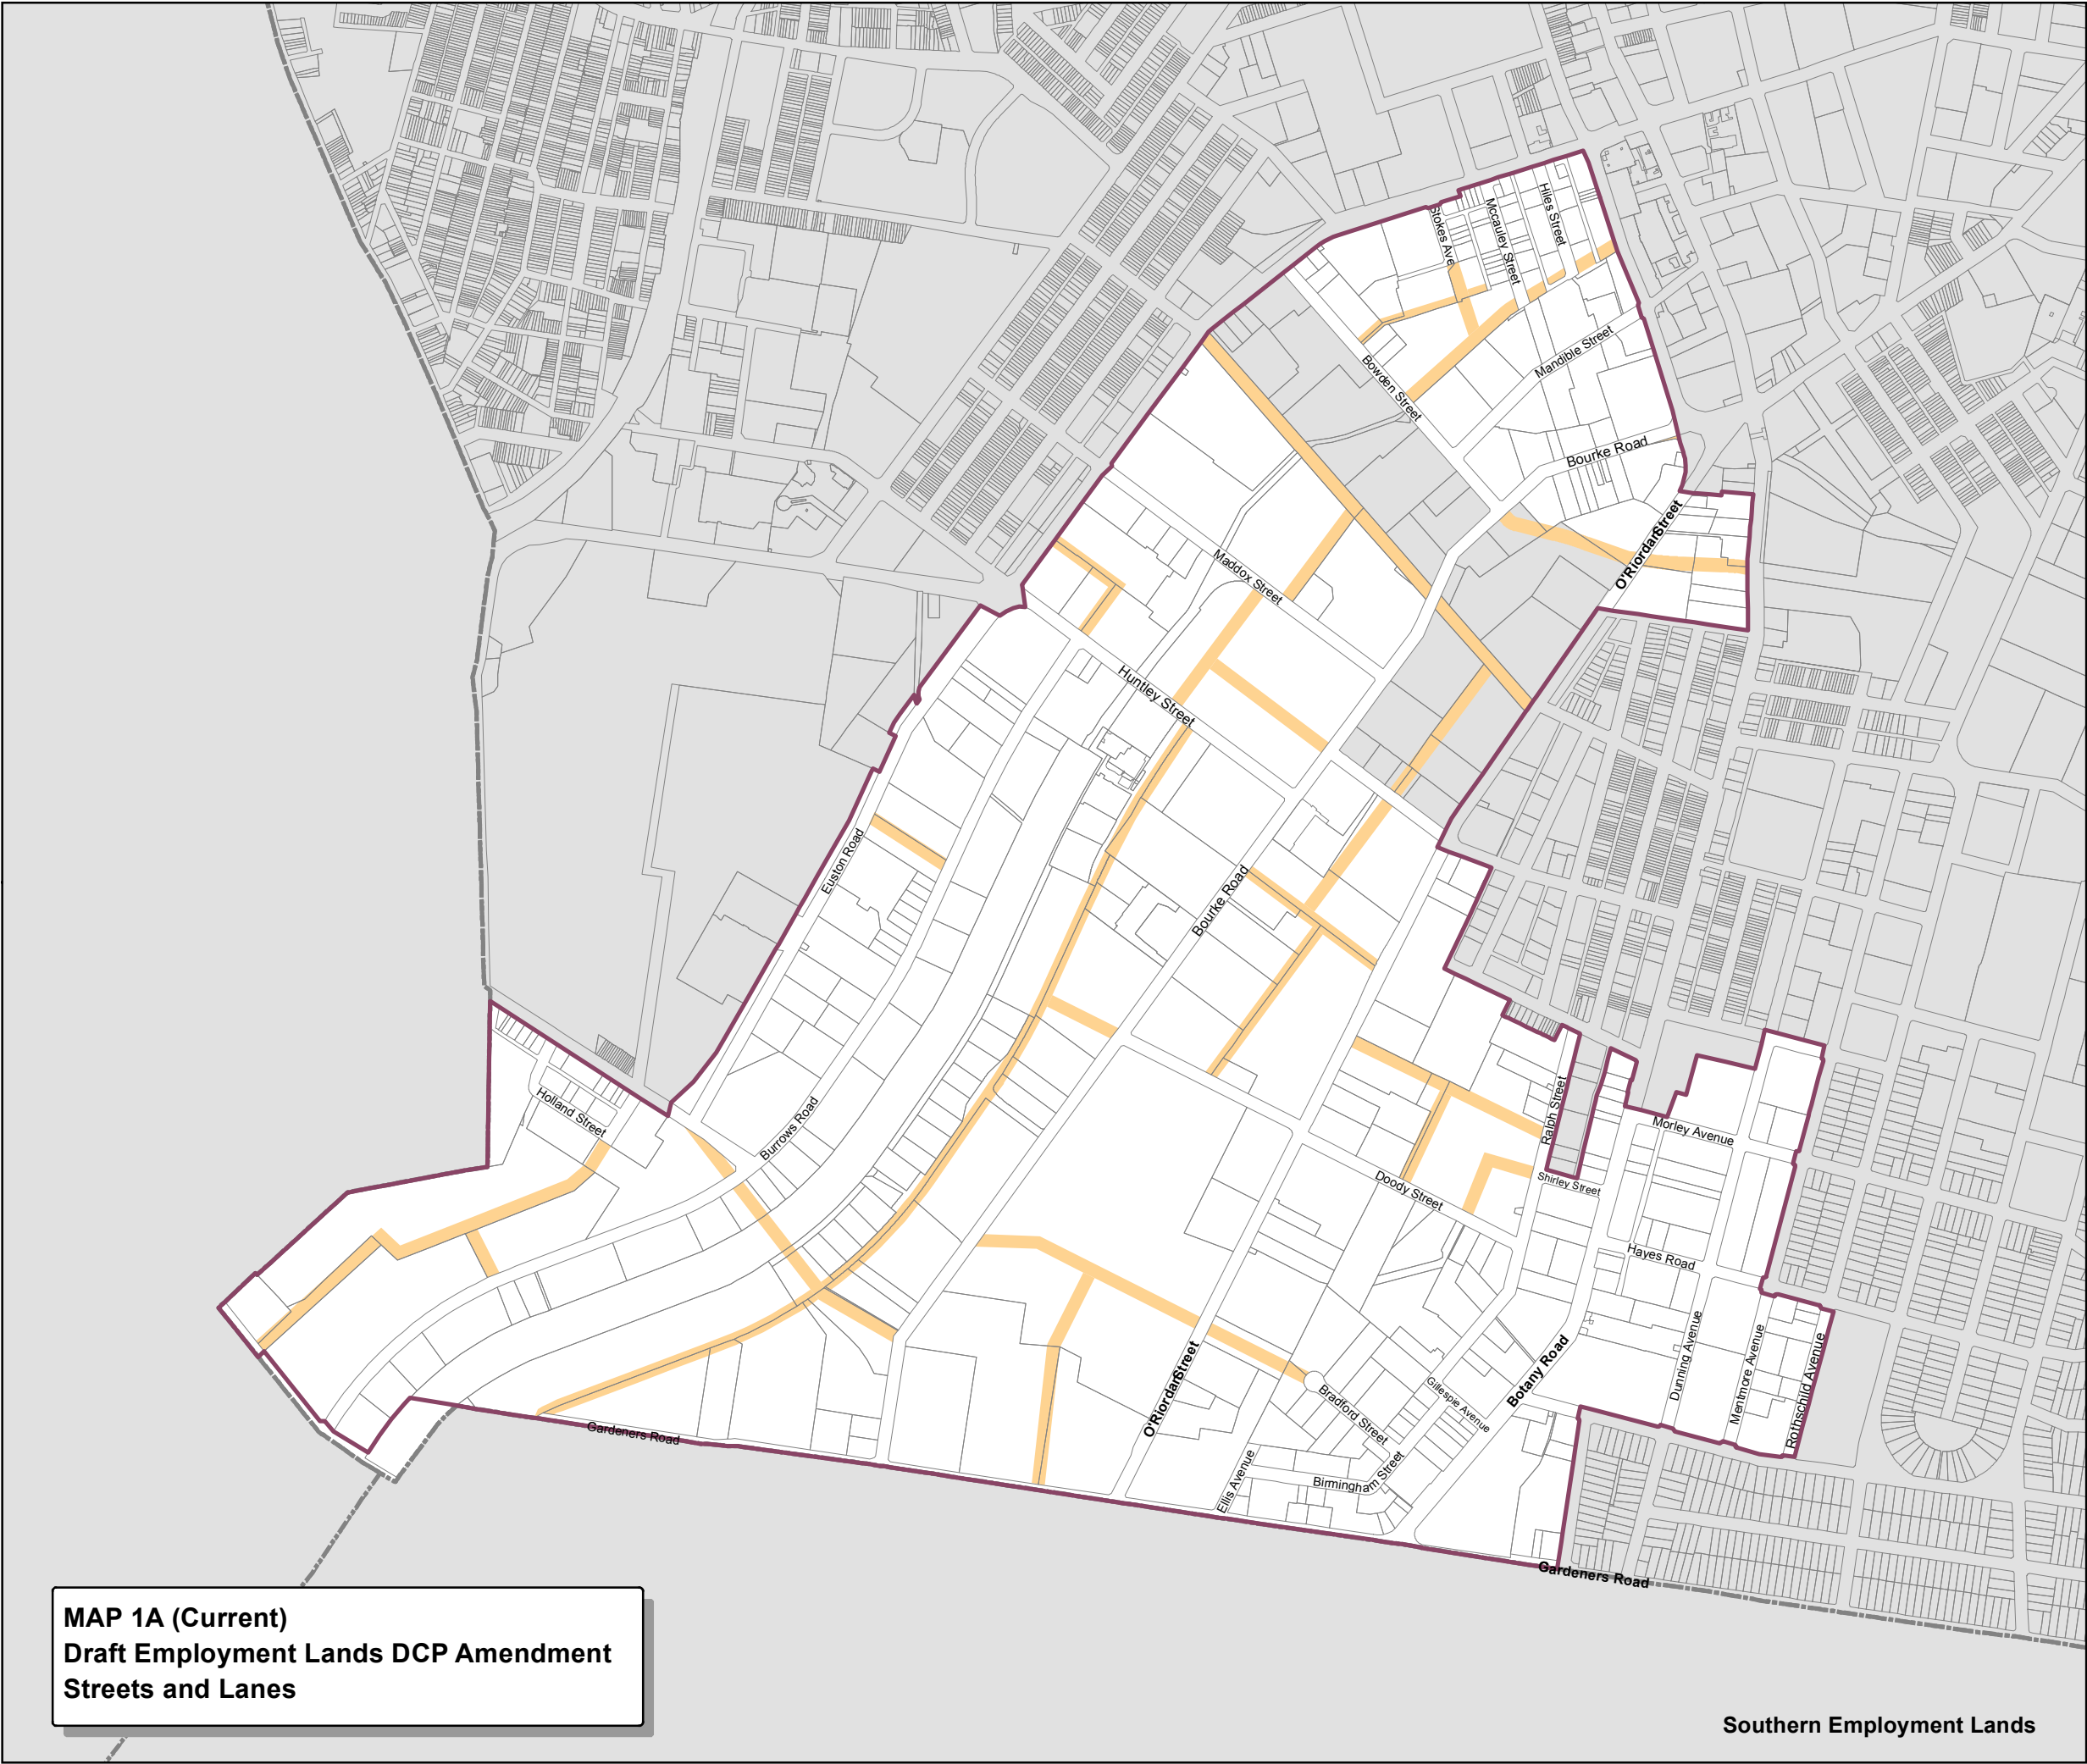 Stokes Ave
Mccauley Street
Hiles Street
Mandible Street
Bowden Street
Bourke Road
O'Riordan Street
Maddox Street
Huntley Street
Euston Road
Bourke Road
Holland Street
Burrows Road
Ralph Street
Morley Avenue
Shirley Street
Doody Street
Hayes Road
Dunning Avenue
Mentmore Avenue
Rothschild Avenue
Botany Road
Gillespie Avenue
Bradford Street
O'Riordan Street
Ellis Avenue
Birmingham Street
Gardeners Road
Gardeners Road
MAP 1A (Current)
Draft Employment Lands DCP Amendment
Streets and Lanes
Southern Employment Lands